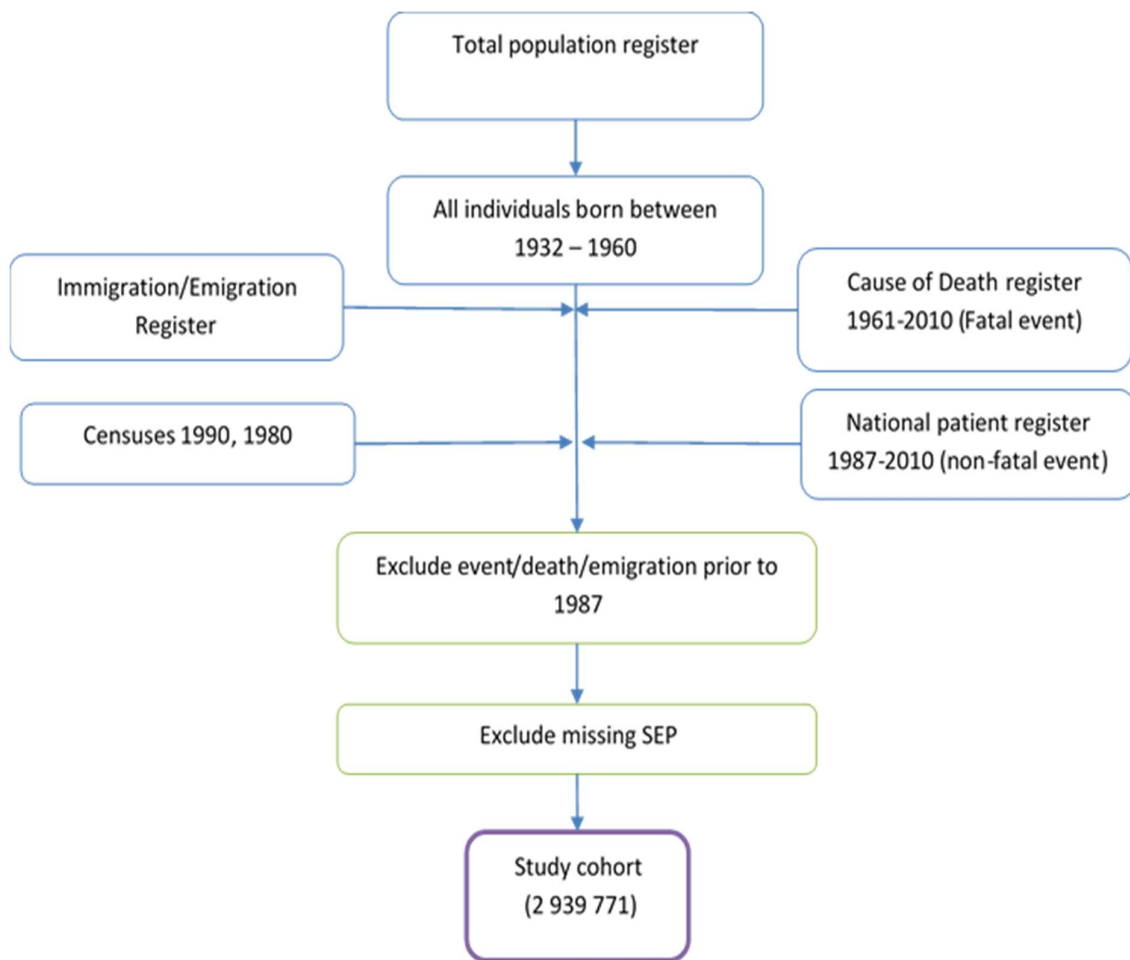 Total population register
All individuals born between
1932 – 1960
Immigration/Emigration
Register
Cause of Death register
1961-2010 (Fatal event)
Censuses 1990, 1980
National patient register
1987-2010 (non-fatal event)
Exclude event/death/emigration prior to
1987
Exclude missing SEP
Study cohort
(2 939 771)